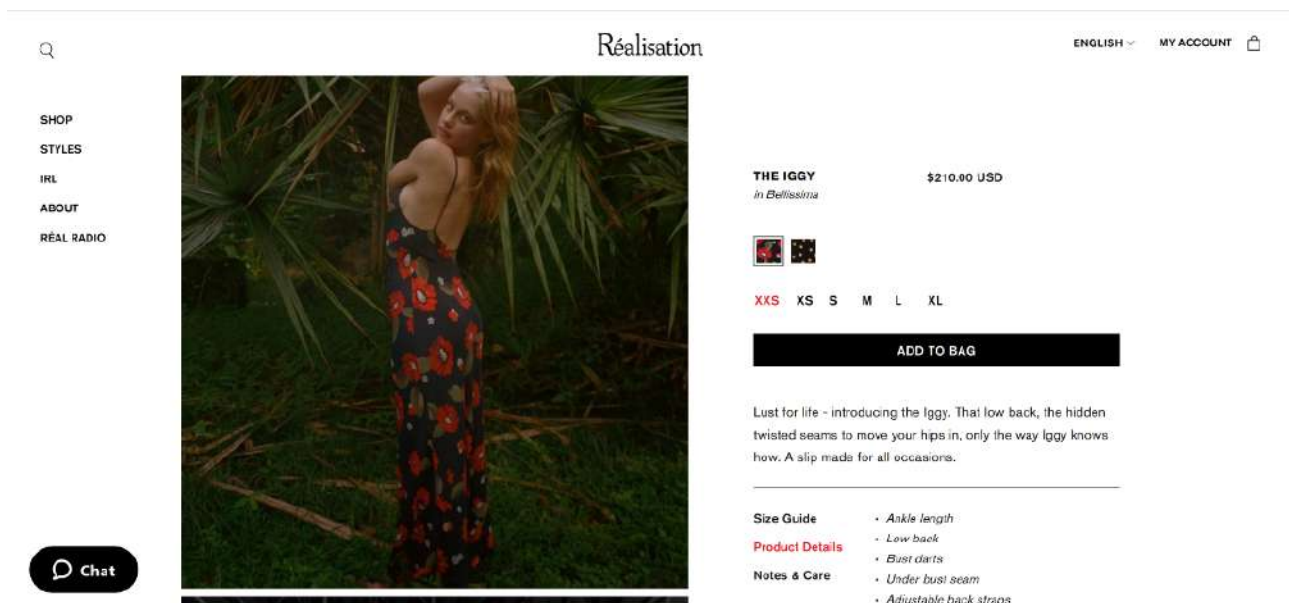 Réalisation
ENGLISH
MY ACCOUNT
SHOP
STYLES
IRL
ABOUT
RÉAL RADIO
THE IGGY
$210.00 USD
in Bellissima
XXS XS S M L XL
ADD TO BAG
Lust for life - introducing the Iggy. That low back, the hidden
twisted seams to move your hips in, only the way Iggy knows
how. A slip made for all occasions.
Size Guide
Product Details
Notes & Care
• Ankle length
• Low back
• Bust darts
• Under bust seam
• Adjustable back straps
Chat